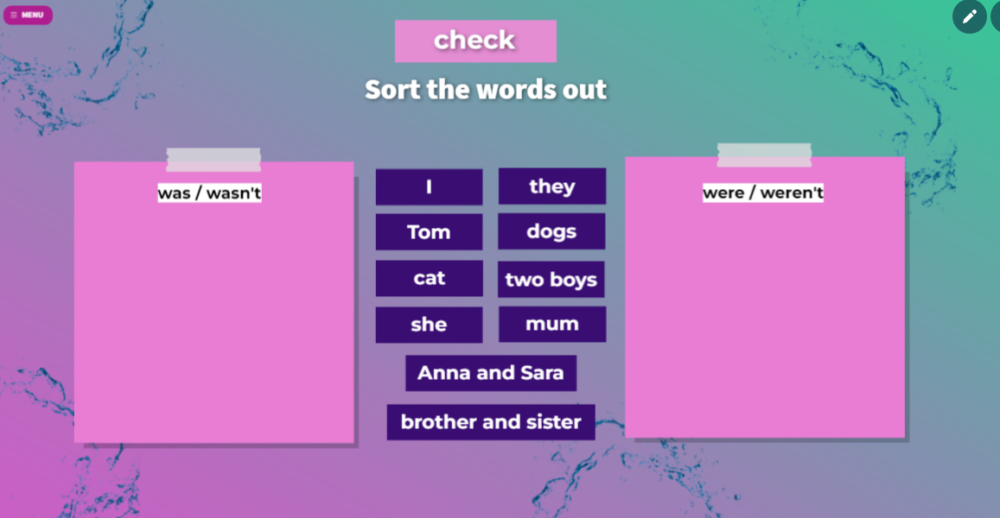 MENU
check
Sort the words out
was / wasn't
I
they
Tom
dogs
cat
two boys
she
mum
Anna and Sara
brother and sister
were / weren't